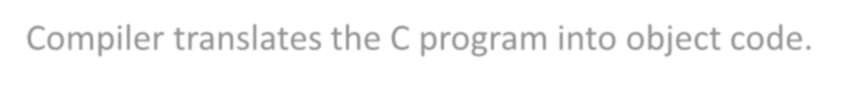 Compiler translates the C program into object code.